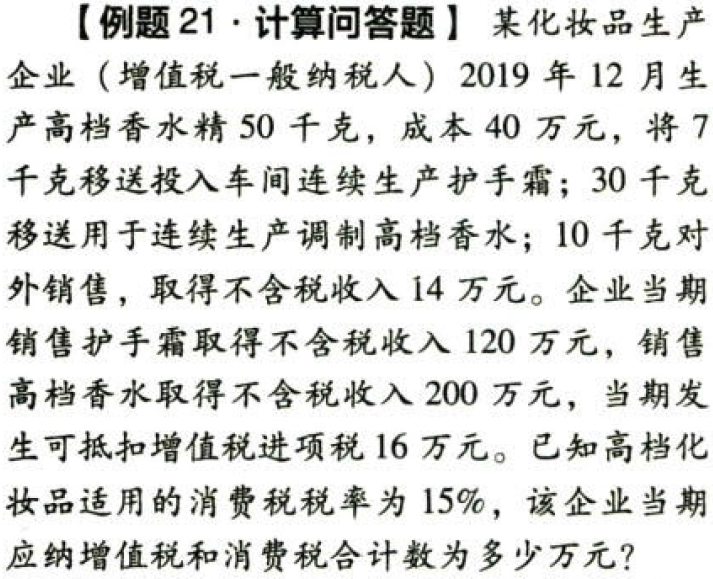 【例题 21 · 计算问答题】 某化妆品生产
企业（增值税一般纳税人）2019 年 12 月生
产高档香水精 50 千克，成本 40 万元，将 7
千克移送投入车间连续生产护手霜；30 千克
移送用于连续生产调制高档香水；10 千克对
外销售，取得不含税收入 14 万元。企业当期
销售护手霜取得不含税收入 120 万元，销售
高档香水取得不含税收入 200 万元，当期发
生可抵扣增值税进项税 16 万元。已知高档化
妆品适用的消费税税率为 15%，该企业当期
应纳增值税和消费税合计数为多少万元？